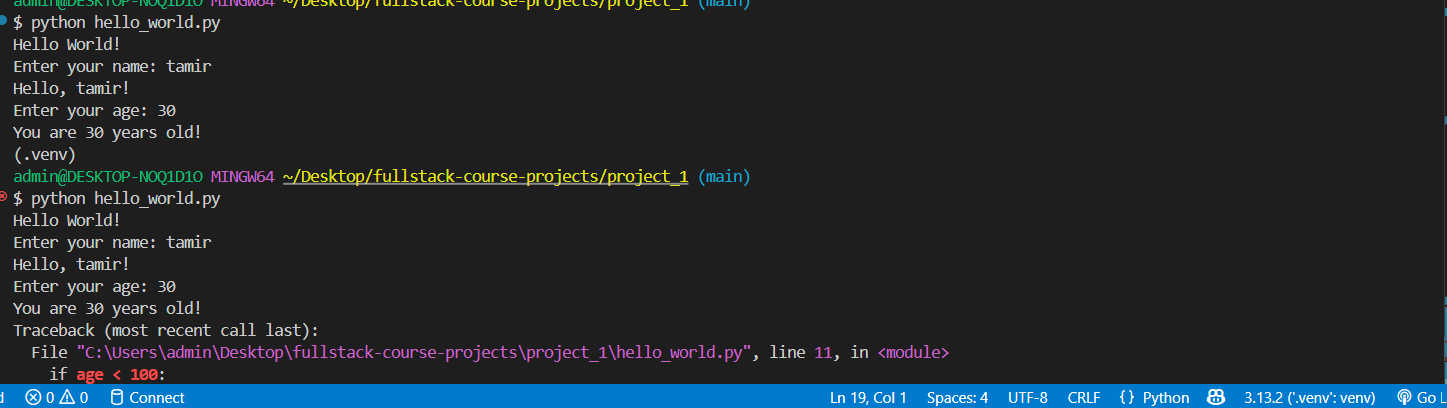 admin@DESKTOP-NOQ1D1O MINGW64 ~/Desktop/fullstack-course-projects/project_1 (main)
$ python hello_world.py
Hello World!
Enter your name: tamir
Hello, tamir!
Enter your age: 30
You are 30 years old!
(.venv)
admin@DESKTOP-NOQ1D1O MINGW64 ~/Desktop/fullstack-course-projects/project_1 (main)
$ python hello_world.py
Hello World!
Enter your name: tamir
Hello, tamir!
Enter your age: 30
You are 30 years old!
Traceback (most recent call last):
  File "C:\Users\admin\Desktop\fullstack-course-projects\project_1\hello_world.py", line 11, in <module>
    if age < 100:
0 0 Connect Ln 19, Col 1 Spaces: 4 UTF-8 CRLF {} Python 3.13.2 ('.venv': venv) Go